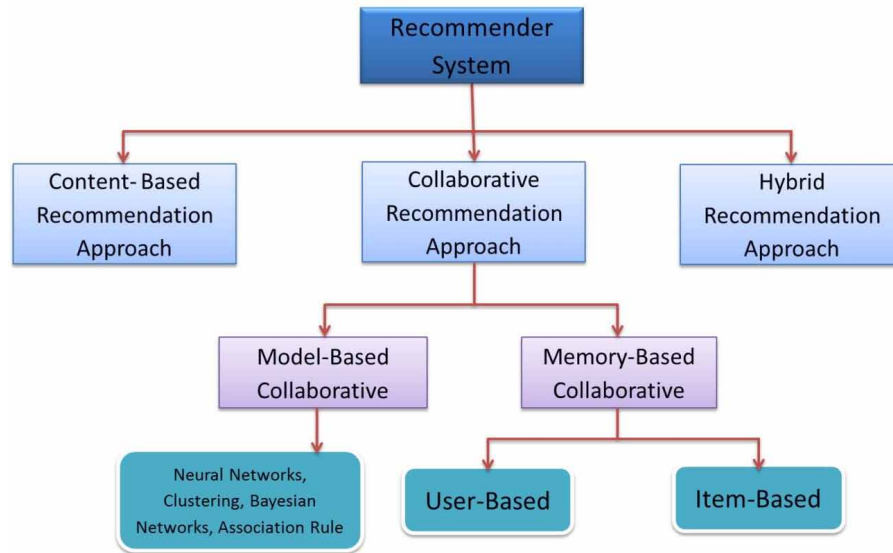 Recommender
System
Content- Based
Recommendation
Approach
Collaborative
Recommendation
Approach
Hybrid
Recommendation
Approach
Model-Based
Collaborative
Memory-Based
Collaborative
Neural Networks,
Clustering, Bayesian
Networks, Association Rule
User-Based
Item-Based